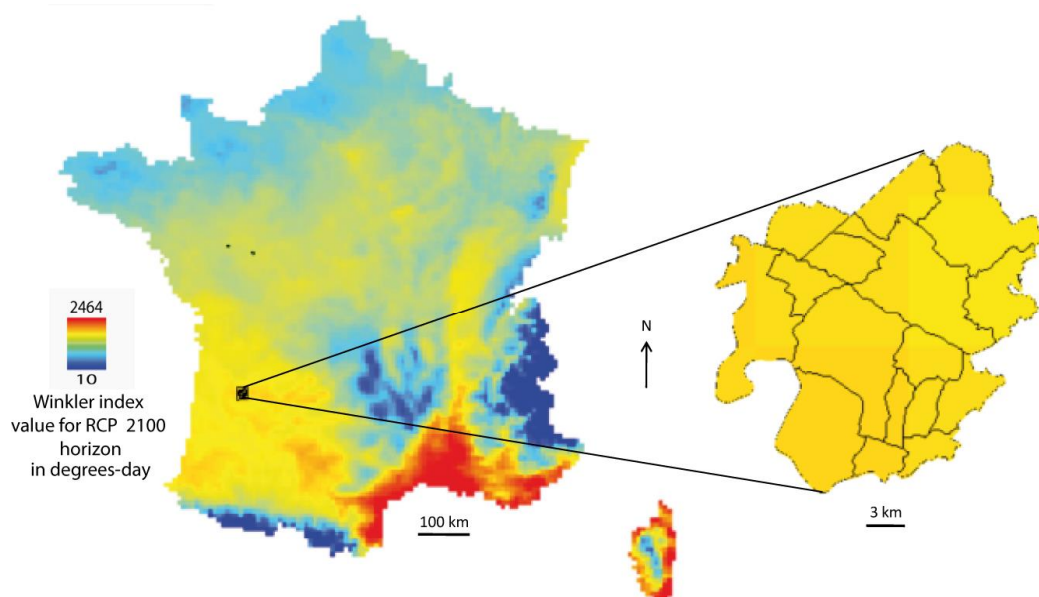 2464
10
Winkler index
value for RCP 2100
horizon
in degrees-day
100 km
N
3 km